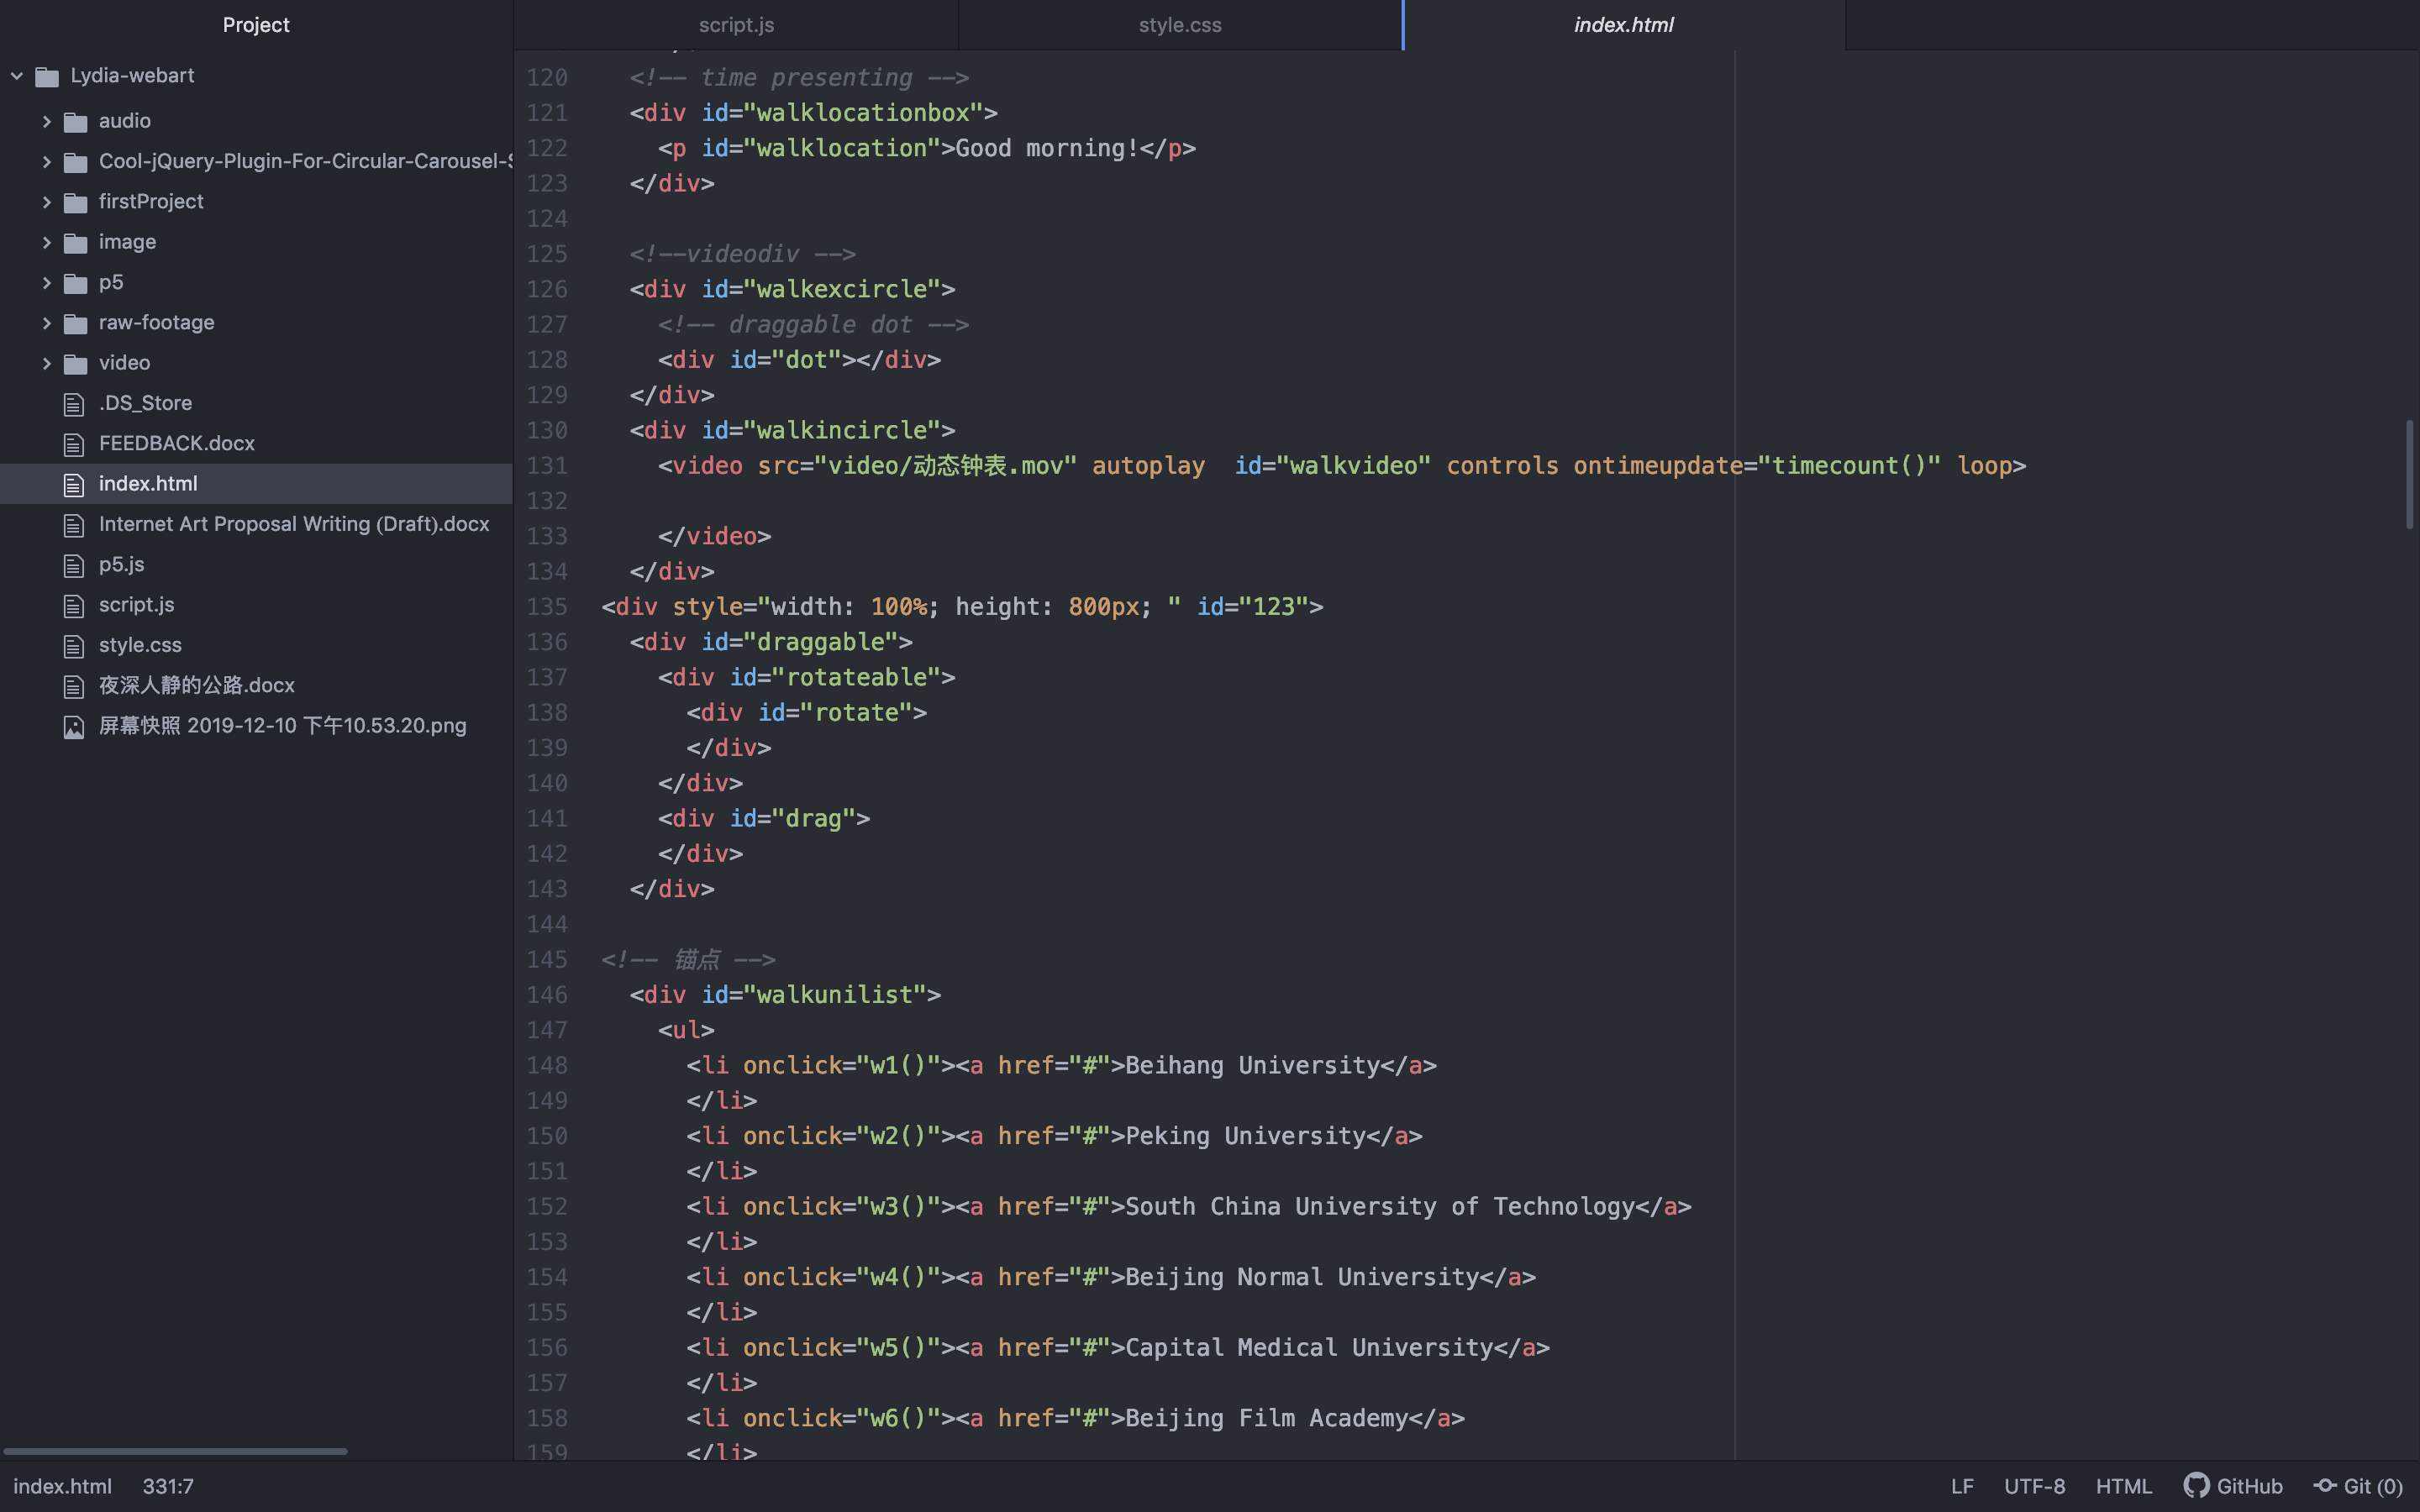 Project
Lydia-webart
audio
Cool-jQuery-Plugin-For-Circular-Carousel-
firstProject
image
p5
raw-footage
video
.DS_Store
FEEDBACK.docx
index.html
Internet Art Proposal Writing (Draft).docx
p5.js
script.js
style.css
夜深人静的公路.docx
屏幕快照 2019-12-10 下午10.53.20.png
script.js
style.css
index.html
120 <!-- time presenting -->
121 <div id="walklocationbox">
122 <p id="walklocation">Good morning!</p>
123 </div>
124
125 <!--videodiv -->
126 <div id="walkexcircle">
127 <!-- draggable dot -->
128 <div id="dot"></div>
129 </div>
130 <div id="walkincircle">
131 <video src="video/动态钟表.mov" autoplay  id="walkvideo" controls ontimeupdate="timecount()" loop>
132
133 </video>
134 </div>
135 <div style="width: 100%; height: 800px; " id="123">
136 <div id="draggable">
137 <div id="rotateable">
138 <div id="rotate">
139 </div>
140 </div>
141 <div id="drag">
142 </div>
143 </div>
144
145 <!-- 锚点 -->
146 <div id="walkunilist">
147 <ul>
148 <li onclick="w1()"><a href="#">Beihang University</a>
149 </li>
150 <li onclick="w2()"><a href="#">Peking University</a>
151 </li>
152 <li onclick="w3()"><a href="#">South China University of Technology</a>
153 </li>
154 <li onclick="w4()"><a href="#">Beijing Normal University</a>
155 </li>
156 <li onclick="w5()"><a href="#">Capital Medical University</a>
157 </li>
158 <li onclick="w6()"><a href="#">Beijing Film Academy</a>
159 </li>
index.html 331:7 LF UTF-8 HTML GitHub Git (0)